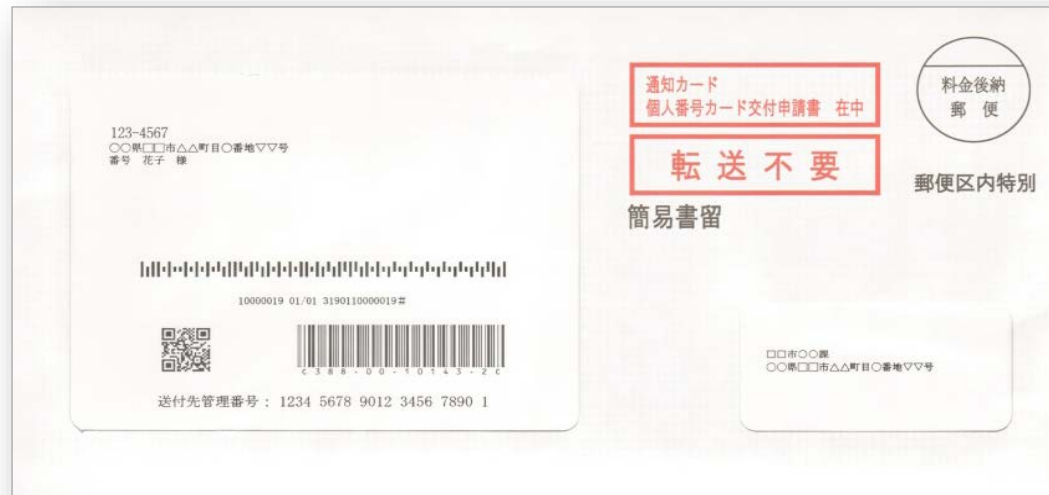 通知カード
個人番号カード交付申請書 在中
料金後納
郵便
転送不要
郵便区内特別
簡易書留
123-4567
○○県□□市△△町目○番地▽▽号
番号 花子 様
10000019 01/01 3190110000019#
c388-00-10143-2c
送付先管理番号: 1234 5678 9012 3456 7890 1
□□市○○課
○○県□□市△△町目○番地▽▽号